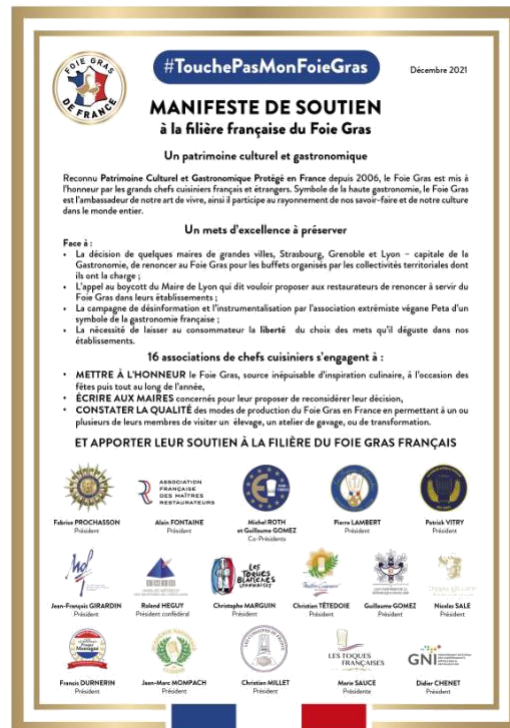 FOIE GRAS
DE FRANCE
#TouchePasMonFoieGras
Décembre 2021
MANIFESTE DE SOUTIEN
à la filière française du Foie Gras
Un patrimoine culturel et gastronomique
Reconnu Patrimoine Culturel et Gastronomique Protégé en France depuis 2006, le Foie Gras est mis à
l'honneur par les grands chefs cuisiniers français et étrangers. Symbole de la haute gastronomie, le Foie Gras
est l'ambassadeur de notre art de vivre, ainsi il participe au rayonnement de nos savoir-faire et de notre culture
dans le monde entier.
Un mets d'excellence à préserver
Face à :
• La décision de quelques maires de grandes villes, Strasbourg, Grenoble et Lyon – capitale de la
Gastronomie, de renoncer au Foie Gras pour les buffets organisés par les collectivités territoriales dont
ils ont la charge ;
• L'appel au boycott du Maire de Lyon qui dit vouloir proposer aux restaurateurs de renoncer à servir du
Foie Gras dans leurs établissements ;
• La campagne de désinformation et l'instrumentalisation par l'association extrémiste végane Peta d'un
symbole de la gastronomie française ;
• La nécessité de laisser au consommateur la liberté du choix des mets qu'il déguste dans nos
établissements.
16 associations de chefs cuisiniers s'engagent à :
• METTRE À L'HONNEUR le Foie Gras, source inépuisable d'inspiration culinaire, à l'occasion des
fêtes puis tout au long de l'année,
• ÉCRIRE AUX MAIRES concernés pour leur proposer de reconsidérer leur décision,
• CONSTATER LA QUALITÉ des modes de production du Foie Gras en France en permettant à un ou
plusieurs de leurs membres de visiter un élevage, un atelier de gavage, ou de transformation.
ET APPORTER LEUR SOUTIEN À LA FILIÈRE DU FOIE GRAS FRANÇAIS
ASSOCIATION
FRANÇAISE
DES MAÎTRES
RESTAURATEURS
Fabrice PROCHASSON
Président
Alain FONTAINE
Président
Michel ROTH
et Guillaume GOMEZ
Co-Présidents
Pierre LAMBERT
Président
Patrick VITRY
Président
LES
TOQUES
BLANCHES
LYONNAISES
Jean-François GIRARDIN
Président
Roland HEGUY
Président confédéral
Christophe MARGUIN
Président
Christian TÊTEDOIE
Président
Guillaume GOMEZ
Président
Nicolas SALE
Président
LES TOQUES
FRANÇAISES
GNI
Francis DURNERIN
Président
Jean-Marc MOMPACH
Président
Christian MILLET
Président
Marie SAUCE
Présidente
Didier CHENET
Président